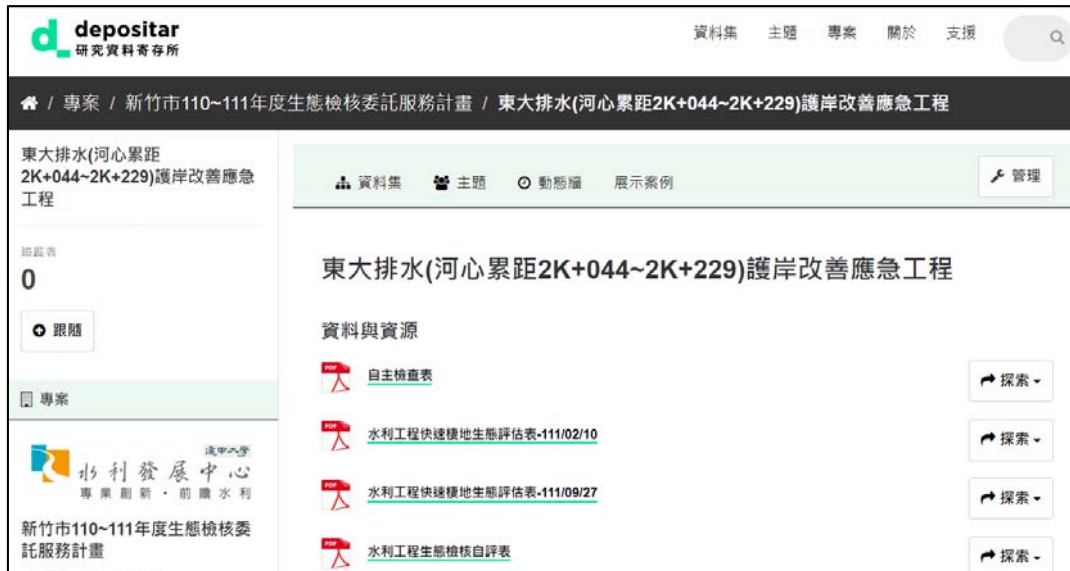 depositar
研究資料寄存所
資料集 主題 專案 關於 支援
/ 專案 / 新竹市110~111年度生態檢核委託服務計畫 / 東大排水(河心累距2K+044~2K+229)護岸改善應急工程
東大排水(河心累距
2K+044~2K+229)護岸改善應急
工程
追蹤者
0
跟隨
專案
逢甲大學
水利發展中心
專業創新・前瞻水利
新竹市110~111年度生態檢核委
託服務計畫
資料集 主題 動態牆 展示案例
管理
東大排水(河心累距2K+044~2K+229)護岸改善應急工程
資料與資源
PDF 自主檢查表 探索
PDF 水利工程快速棲地生態評估表-111/02/10 探索
PDF 水利工程快速棲地生態評估表-111/09/27 探索
PDF 水利工程生態檢核自評表 探索